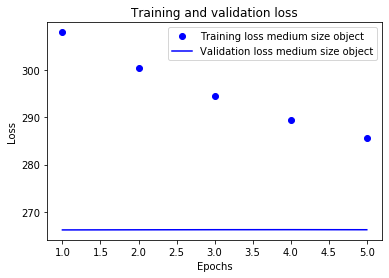 Training and validation loss
Training loss medium size object
Validation loss medium size object
Loss
300
290
280
270
1.0 1.5 2.0 2.5 3.0 3.5 4.0 4.5 5.0
Epochs